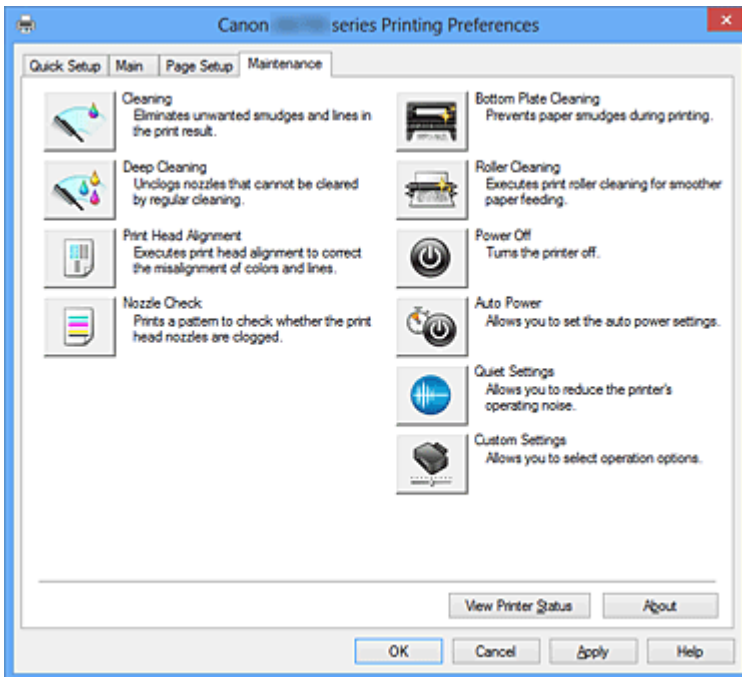 Canon series Printing Preferences
Quick Setup Main Page Setup Maintenance
Cleaning
Eliminates unwanted smudges and lines in
the print result.
Deep Cleaning
Unclogs nozzles that cannot be cleared
by regular cleaning.
Print Head Alignment
Executes print head alignment to correct
the misalignment of colors and lines.
Nozzle Check
Prints a pattern to check whether the print
head nozzles are clogged.
Bottom Plate Cleaning
Prevents paper smudges during printing.
Roller Cleaning
Executes print roller cleaning for smoother
paper feeding.
Power Off
Turns the printer off.
Auto Power
Allows you to set the auto power settings.
Quiet Settings
Allows you to reduce the printer's
operating noise.
Custom Settings
Allows you to select operation options.
View Printer Status About
OK Cancel Apply Help